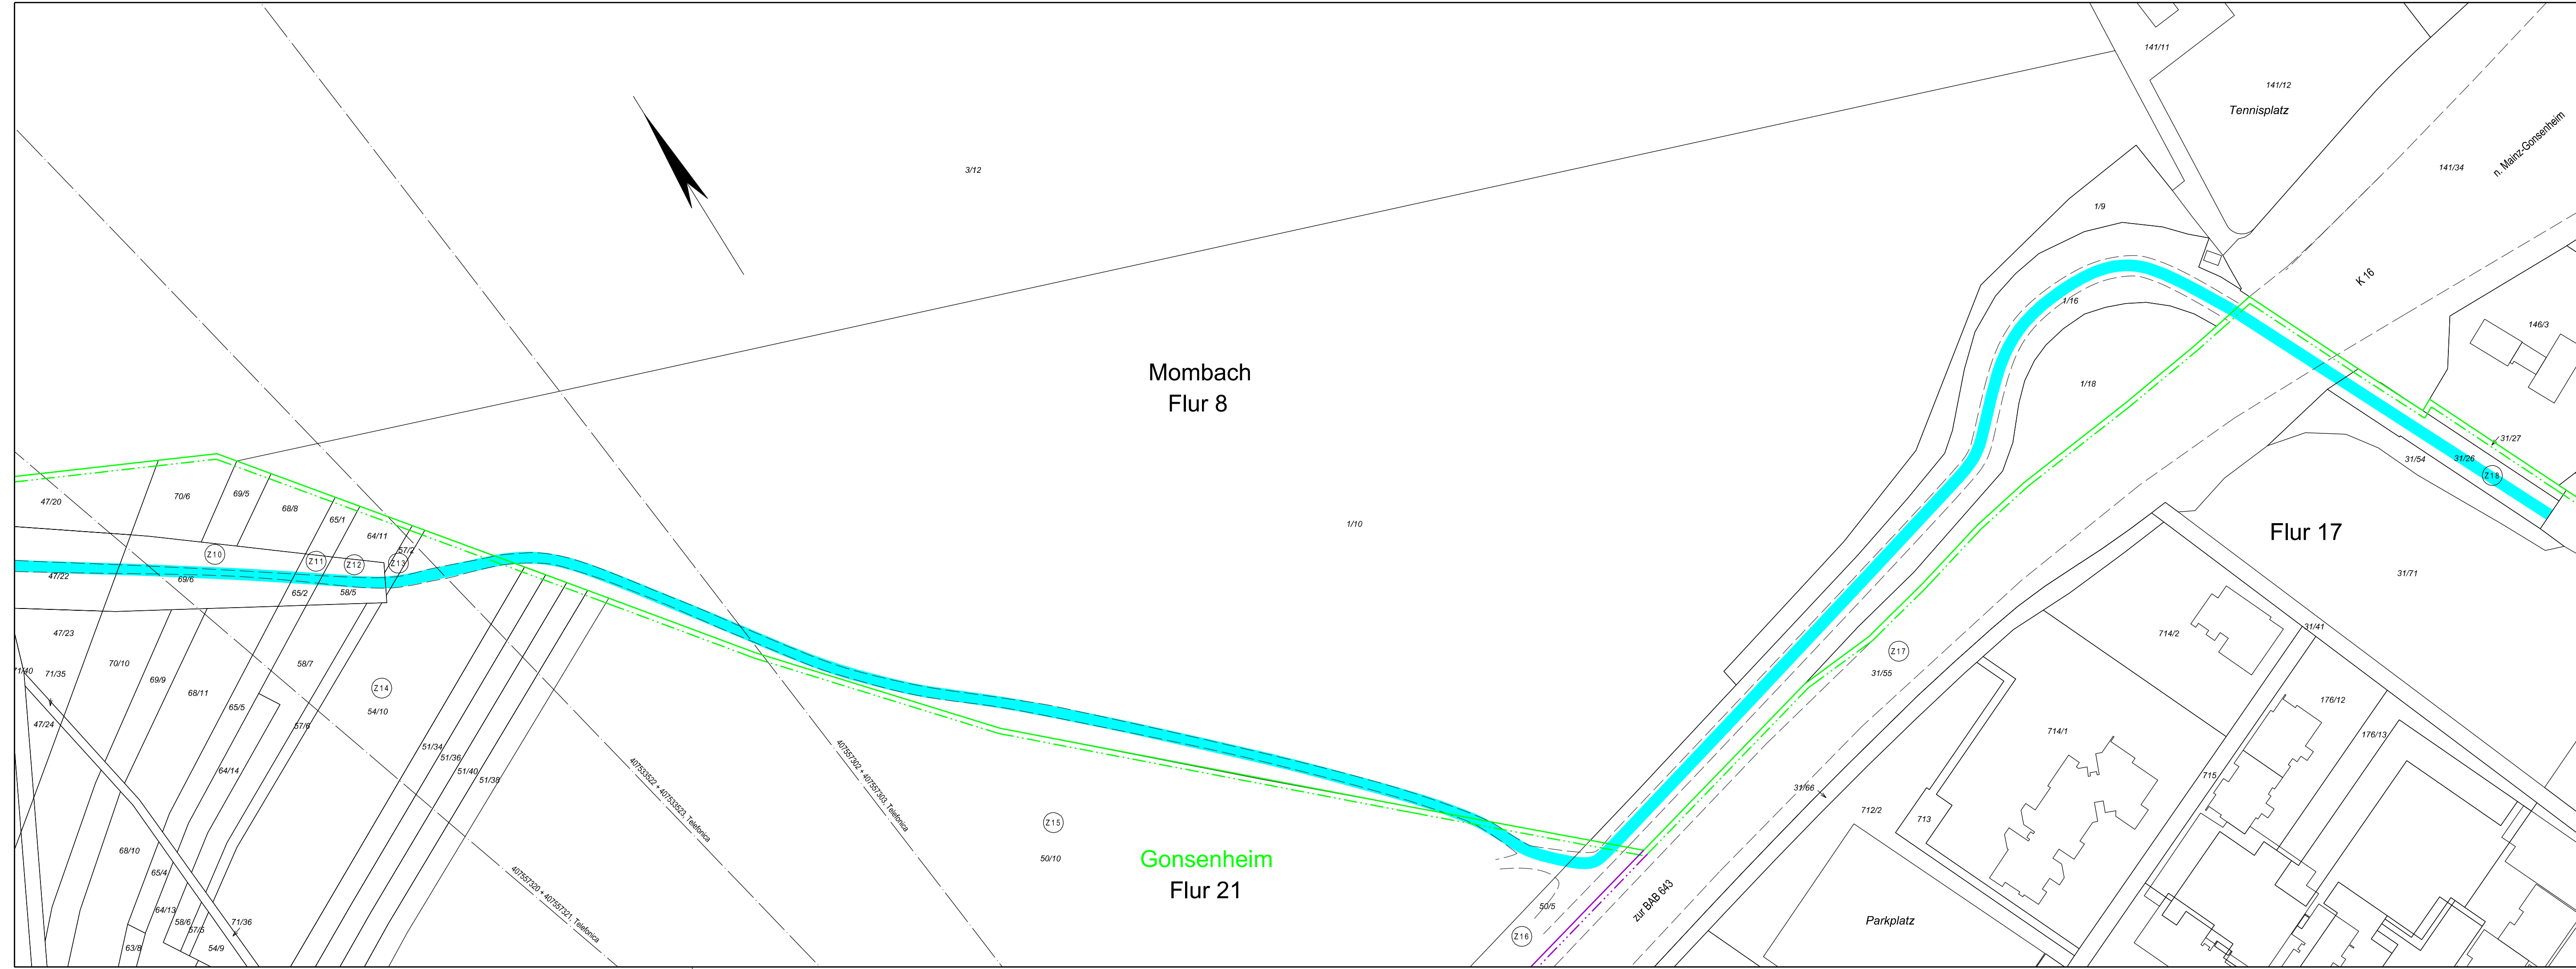 141/11
141/12
Tennisplatz
n. Mainz-Gonsenheim
141/34
3/12
1/9
K 16
1/16
146/3
Mombach
Flur 8
1/18
31/27
31/26
31/54
Z18
47/20
70/6
69/5
68/8
65/1
64/11
57/2
1/10
Flur 17
Z10
Z11
Z12
Z13
47/22
69/6
65/2
58/5
31/71
47/23
70/10
58/7
71/40
71/35
69/9
68/11
Z14
54/10
65/5
57/6
47/24
714/2
31/41
Z17
31/55
176/12
176/13
714/1
715
51/34
51/36
51/40
51/38
64/14
407557302 + 407557303, Telefonica
407533522 + 407533523, Telefonica
407557320 + 407557321, Telefonica
31/66
712/2
713
Z15
50/10
Gonsenheim
Flur 21
68/10
65/4
64/13
58/6
57/5
71/36
63/8
54/9
50/5
Z16
zur BAB 643
Parkplatz